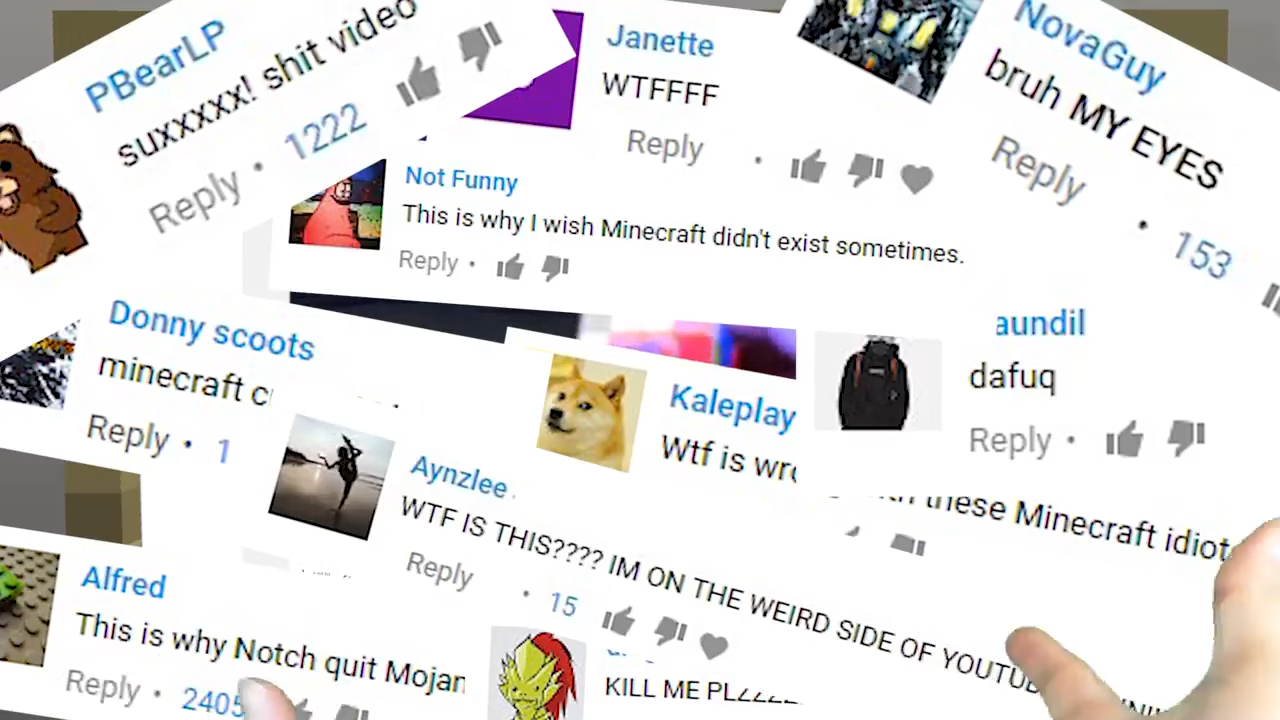 PBearLP
suxxxxx! shit video
Reply · 1222
Janette
WTFFFF
Reply ·
NovaGuy
bruh MY EYES
Reply · 153
Not Funny
This is why I wish Minecraft didn't exist sometimes.
Reply ·
Donny scoots
minecraft c
Reply · 1
Kaleplay
Wtf is wro
these Minecraft idiot
aundil
dafuq
Reply ·
Aynzlee
WTF IS THIS???? IM ON THE WEIRD SIDE OF YOUTUB
Reply · 15
Alfred
This is why Notch quit Mojan
Reply · 2405
KILL ME PLZZZZ